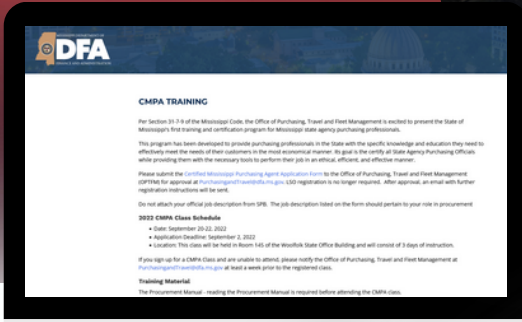 MISSISSIPPI DEPARTMENT OF
DFA
FINANCE AND ADMINISTRATION
CMPA TRAINING
Per Section 31-7-9 of the Mississippi Code, the Office of Purchasing, Travel and Fleet Management is excited to present the State of
Mississippi's first training and certification program for Mississippi state agency purchasing professionals.
This program has been developed to provide purchasing professionals in the State with the specific knowledge and education they need to
effectively meet the needs of their customers in the most economical manner. Its goal is the certify all State Agency Purchasing Officials
while providing them with the necessary tools to perform their job in an ethical, efficient, and effective manner.
Please submit the Certified Mississippi Purchasing Agent Application Form to the Office of Purchasing, Travel and Fleet Management
(OPTFM) for approval at PurchasingandTravel@dfa.ms.gov. LSO registration is no longer required. After approval, an email with further
registration instructions will be sent.
Do not attach your official job description from SPB. The job description listed on the form should pertain to your role in procurement
2022 CMPA Class Schedule
• Date: September 20-22, 2022
• Application Deadline: September 2, 2022
• Location: This class will be held in Room 145 of the Woolfolk State Office Building and will consist of 3 days of instruction.
If you sign up for a CMPA Class and are unable to attend, please notify the Office of Purchasing, Travel and Fleet Management at
PurchasingandTravel@dfa.ms.gov at least a week prior to the registered class.
Training Material
The Procurement Manual - reading the Procurement Manual is required before attending the CMPA class.